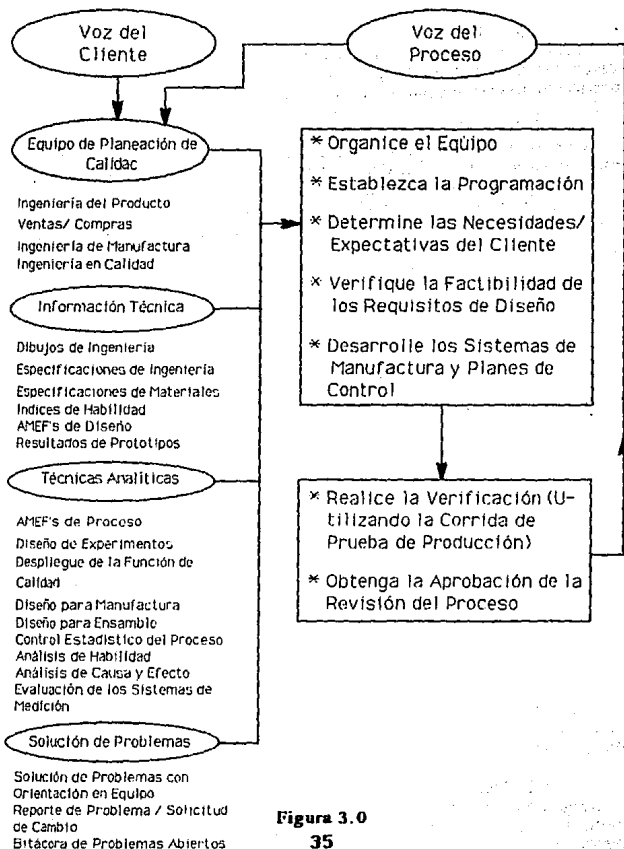 Voz del
Cliente
Voz del
Proceso
Equipo de Planeación de
Calidac
Ingeniería del Producto
Ventas/ Compras
Ingeniería de Manufactura
Ingeniería en Calidad
Información Técnica
Dibujos de Ingeniería
Especificaciones de Ingeniería
Especificaciones de Materiales
Indices de Habilidad
AMEF's de Diseño
Resultados de Prototipos
Técnicas Analíticas
AMEF's de Proceso
Diseño de Experimentos
Despliegue de la Función de
Calidad
Diseño para Manufactura
Diseño para Ensamble
Control Estadístico del Proceso
Análisis de Habilidad
Análisis de Causa y Efecto
Evaluación de los Sistemas de
Medición
Solución de Problemas
Solución de Problemas con
Orientación en Equipo
Reporte de Problema / Solicitud
de Cambio
Bitácora de Problemas Abiertos
* Organice el Equipo
* Establezca la Programación
* Determine las Necesidades/
Expectativas del Cliente
* Verifique la Factibilidad de
los Requisitos de Diseño
* Desarrolle los Sistemas de
Manufactura y Planes de
Control
* Realice la Verificación (U-
tilizando la Corrida de
Prueba de Producción)
* Obtenga la Aprobación de la
Revisión del Proceso
Figura 3.0
35